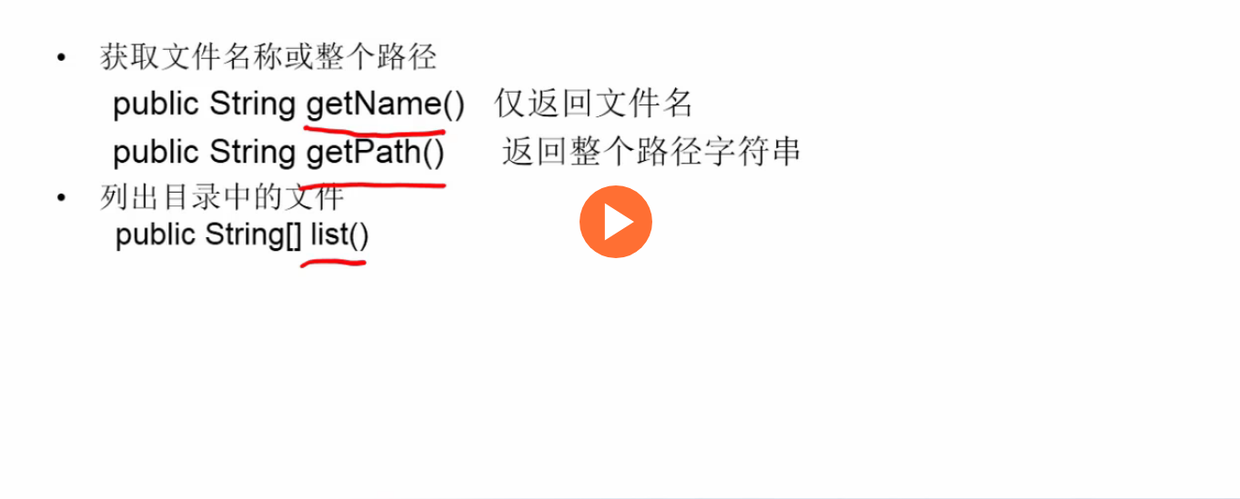 • 获取文件名称或整个路径
public String getName() 仅返回文件名
public String getPath() 返回整个路径字符串
• 列出目录中的文件
public String[] list()